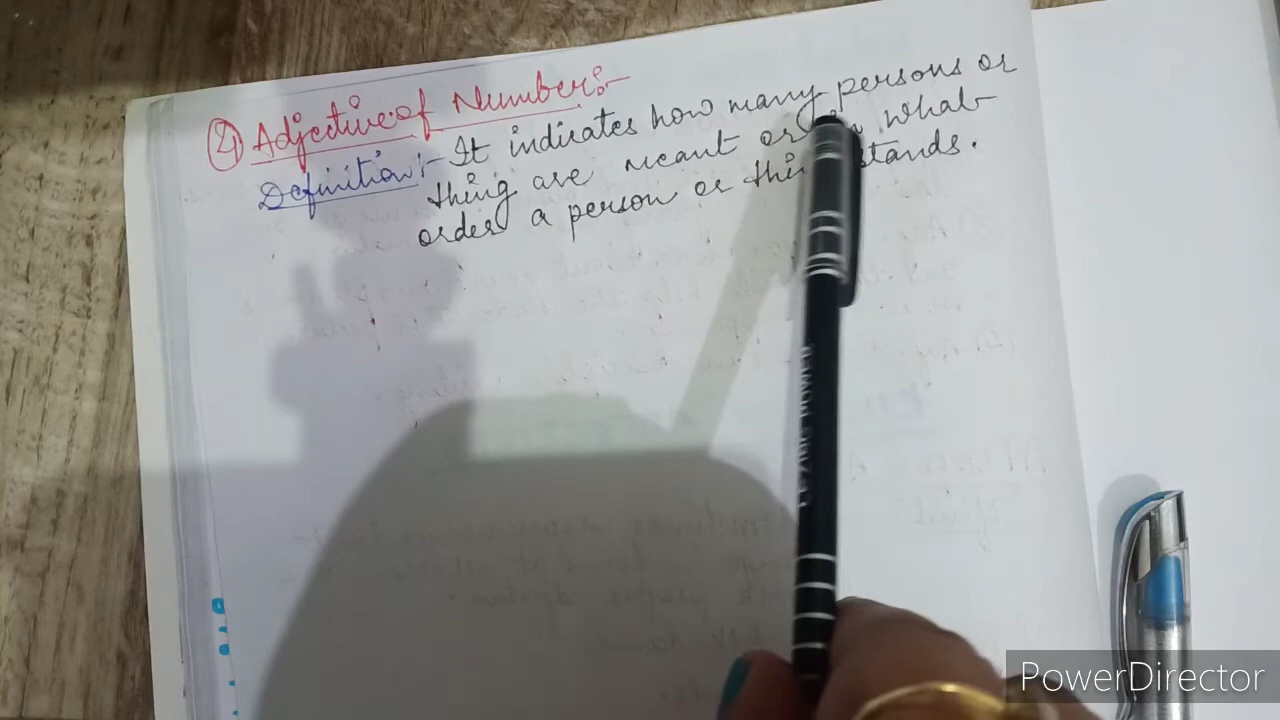 4) Adjective of Number:-
Definition:- It indicates how many persons or
thing are meant or in what
order a person or thing stands.
PowerDirector